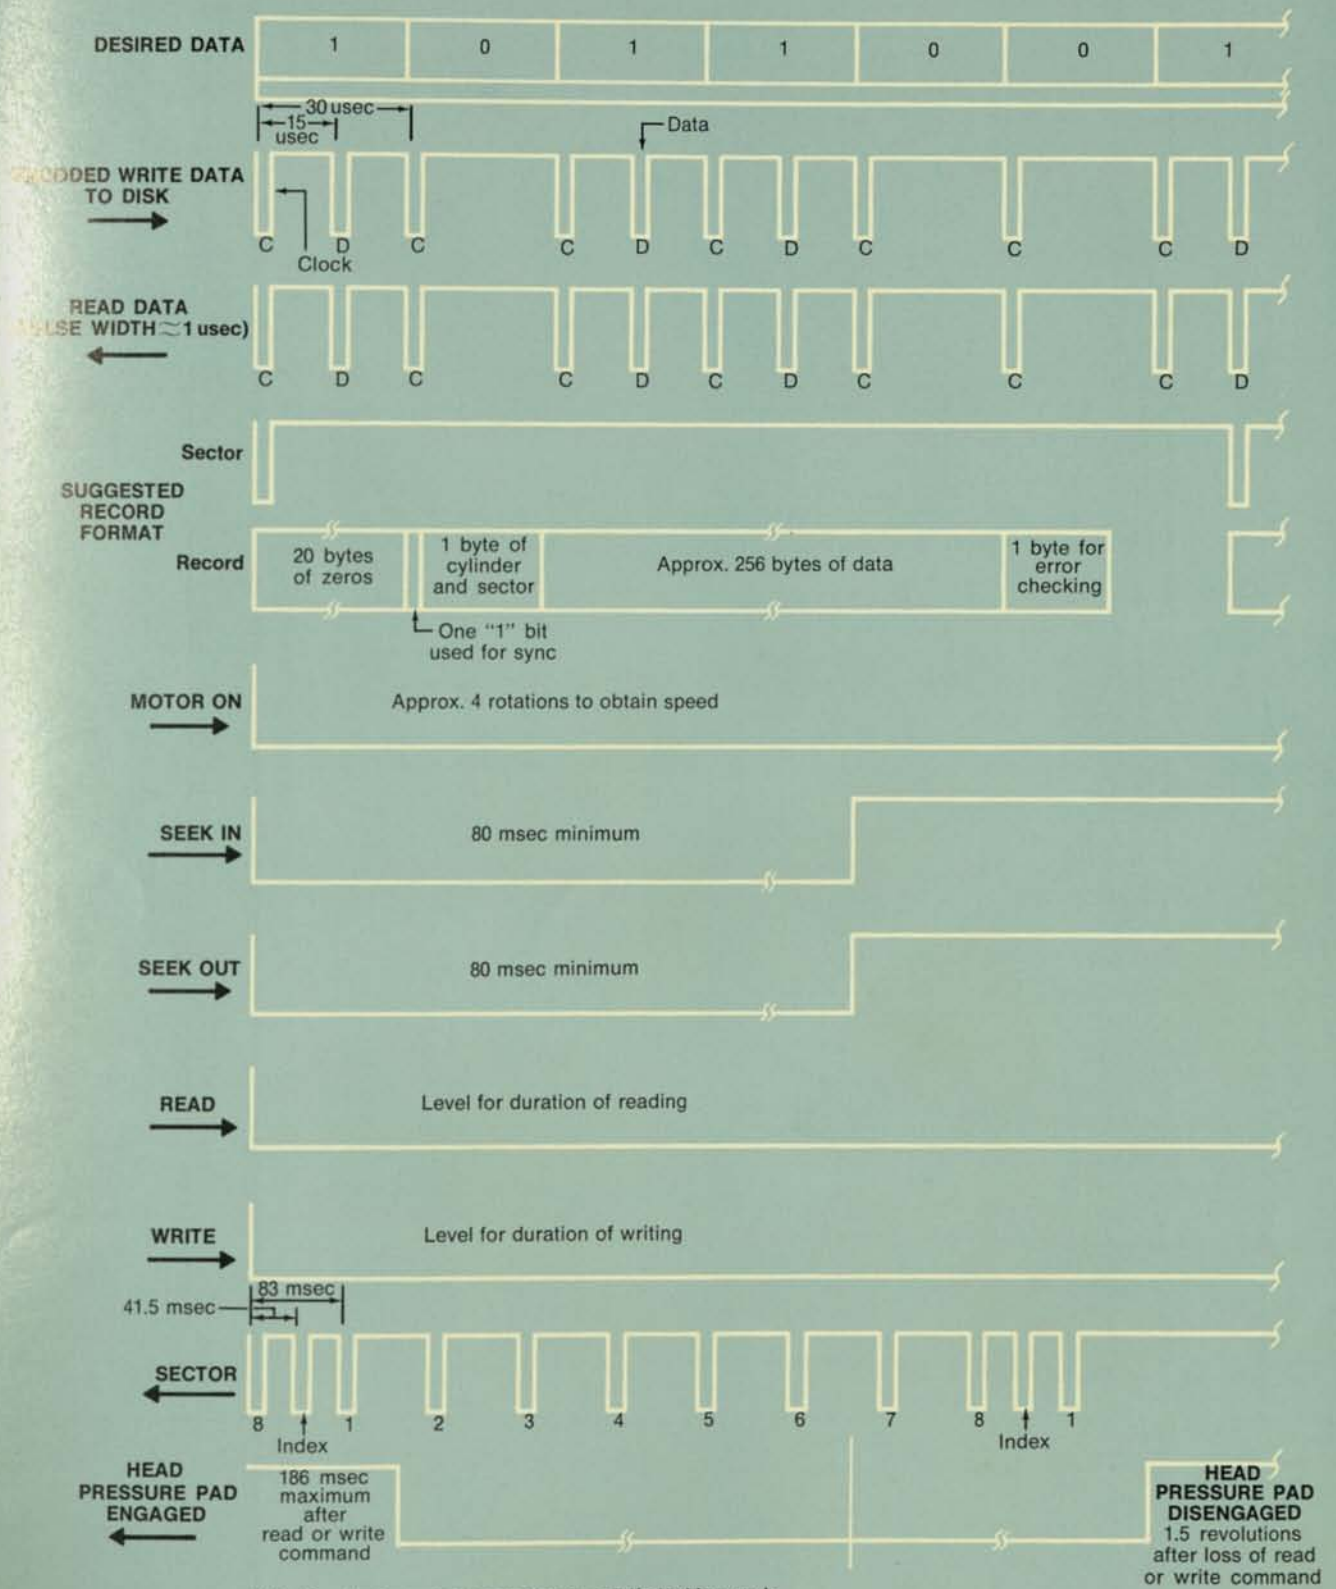 DESIRED DATA
1 0 1 1 0 0 1
30 usec
15
usec
Data
ENCODED WRITE DATA
TO DISK
C D C C D C D C C C D
Clock
READ DATA
WIDTH ≈ 1 usec)
C D C C D C D C C C D
Sector
SUGGESTED
RECORD
FORMAT
Record
20 bytes
of zeros
1 byte of
cylinder
and sector
Approx. 256 bytes of data
1 byte for
error
checking
One "1" bit
used for sync
MOTOR ON
Approx. 4 rotations to obtain speed
SEEK IN
80 msec minimum
SEEK OUT
80 msec minimum
READ
Level for duration of reading
WRITE
Level for duration of writing
83 msec
41.5 msec
SECTOR
8 1 2 3 4 5 6 7 8 1
Index
Index
HEAD
PRESSURE PAD
ENGAGED
186 msec
maximum
after
read or write
command
HEAD
PRESSURE PAD
DISENGAGED
1.5 revolutions
after loss of read
or write command